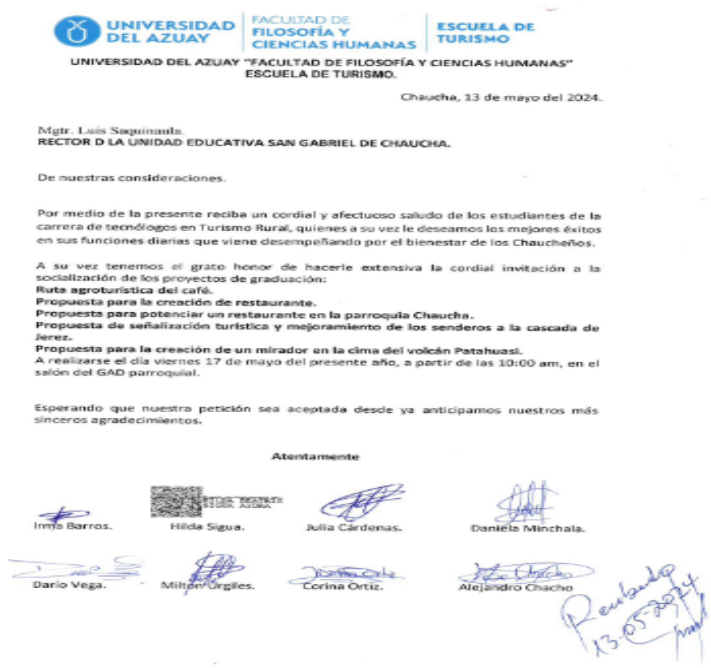 UNIVERSIDAD
DEL AZUAY
FACULTAD DE
FILOSOFÍA Y
CIENCIAS HUMANAS
ESCUELA DE
TURISMO
UNIVERSIDAD DEL AZUAY "FACULTAD DE FILOSOFÍA Y CIENCIAS HUMANAS"
ESCUELA DE TURISMO.
Chaucha, 13 de mayo del 2024.
Mgtr. Luis Saquinaula.
RECTOR D LA UNIDAD EDUCATIVA SAN GABRIEL DE CHAUCHA.
De nuestras consideraciones.
Por medio de la presente reciba un cordial y afectuoso saludo de los estudiantes de la
carrera de tecnólogos en Turismo Rural, quienes a su vez le deseamos los mejores éxitos
en sus funciones diarias que viene desempeñando por el bienestar de los Chaucheños.
A su vez tenemos el grato honor de hacerle extensiva la cordial invitación a la
socialización de los proyectos de graduación:
Ruta agroturística del café.
Propuesta para la creación de restaurante.
Propuesta para potenciar un restaurante en la parroquia Chaucha.
Propuesta de señalización turística y mejoramiento de los senderos a la cascada de
Jerez.
Propuesta para la creación de un mirador en la cima del volcán Patahuasi.
A realizarse el día viernes 17 de mayo del presente año, a partir de las 10:00 am, en el
salón del GAD parroquial.
Esperando que nuestra petición sea aceptada desde ya anticipamos nuestros más
sinceros agradecimientos.
Atentamente
Irma Barros.
Hilda Sigua.
Julia Cárdenas.
Daniela Minchala.
Darío Vega.
Milton Urgiles.
Corina Ortiz.
Alejandro Chacho
Recibido
13-05-2024